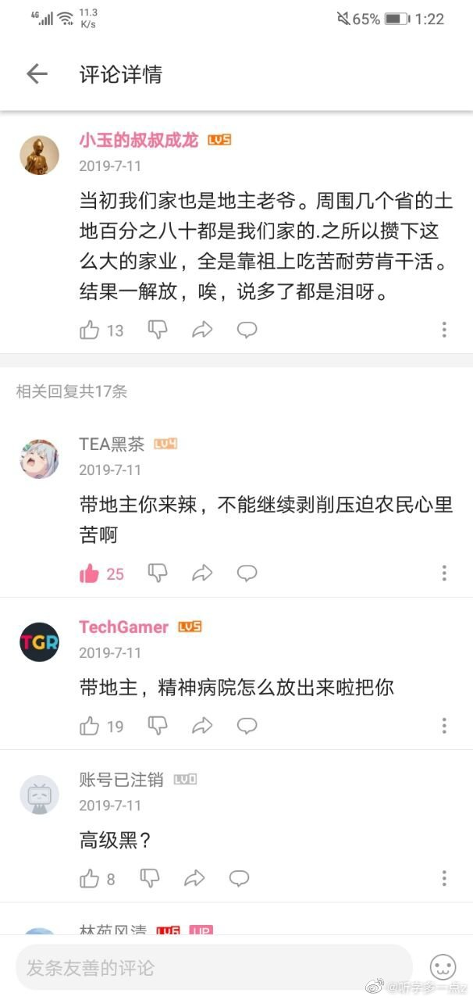 4G
11.3
K/s
65%
1:22
评论详情
小玉的叔叔成龙 LV5
2019-7-11
当初我们家也是地主老爷。周围几个省的土
地百分之八十都是我们家的.之所以攒下这
么大的家业，全是靠祖上吃苦耐劳肯干活。
结果一解放，唉，说多了都是泪呀。
13
相关回复共17条
TEA黑茶 LV4
2019-7-11
带地主你来辣，不能继续剥削压迫农民心里
苦啊
25
TGR
TechGamer LV5
2019-7-11
带地主，精神病院怎么放出来啦把你
19
账号已注销 LV0
2019-7-11
高级黑？
8
林苑风清 LV6 UP
发条友善的评论
@听字多一点z